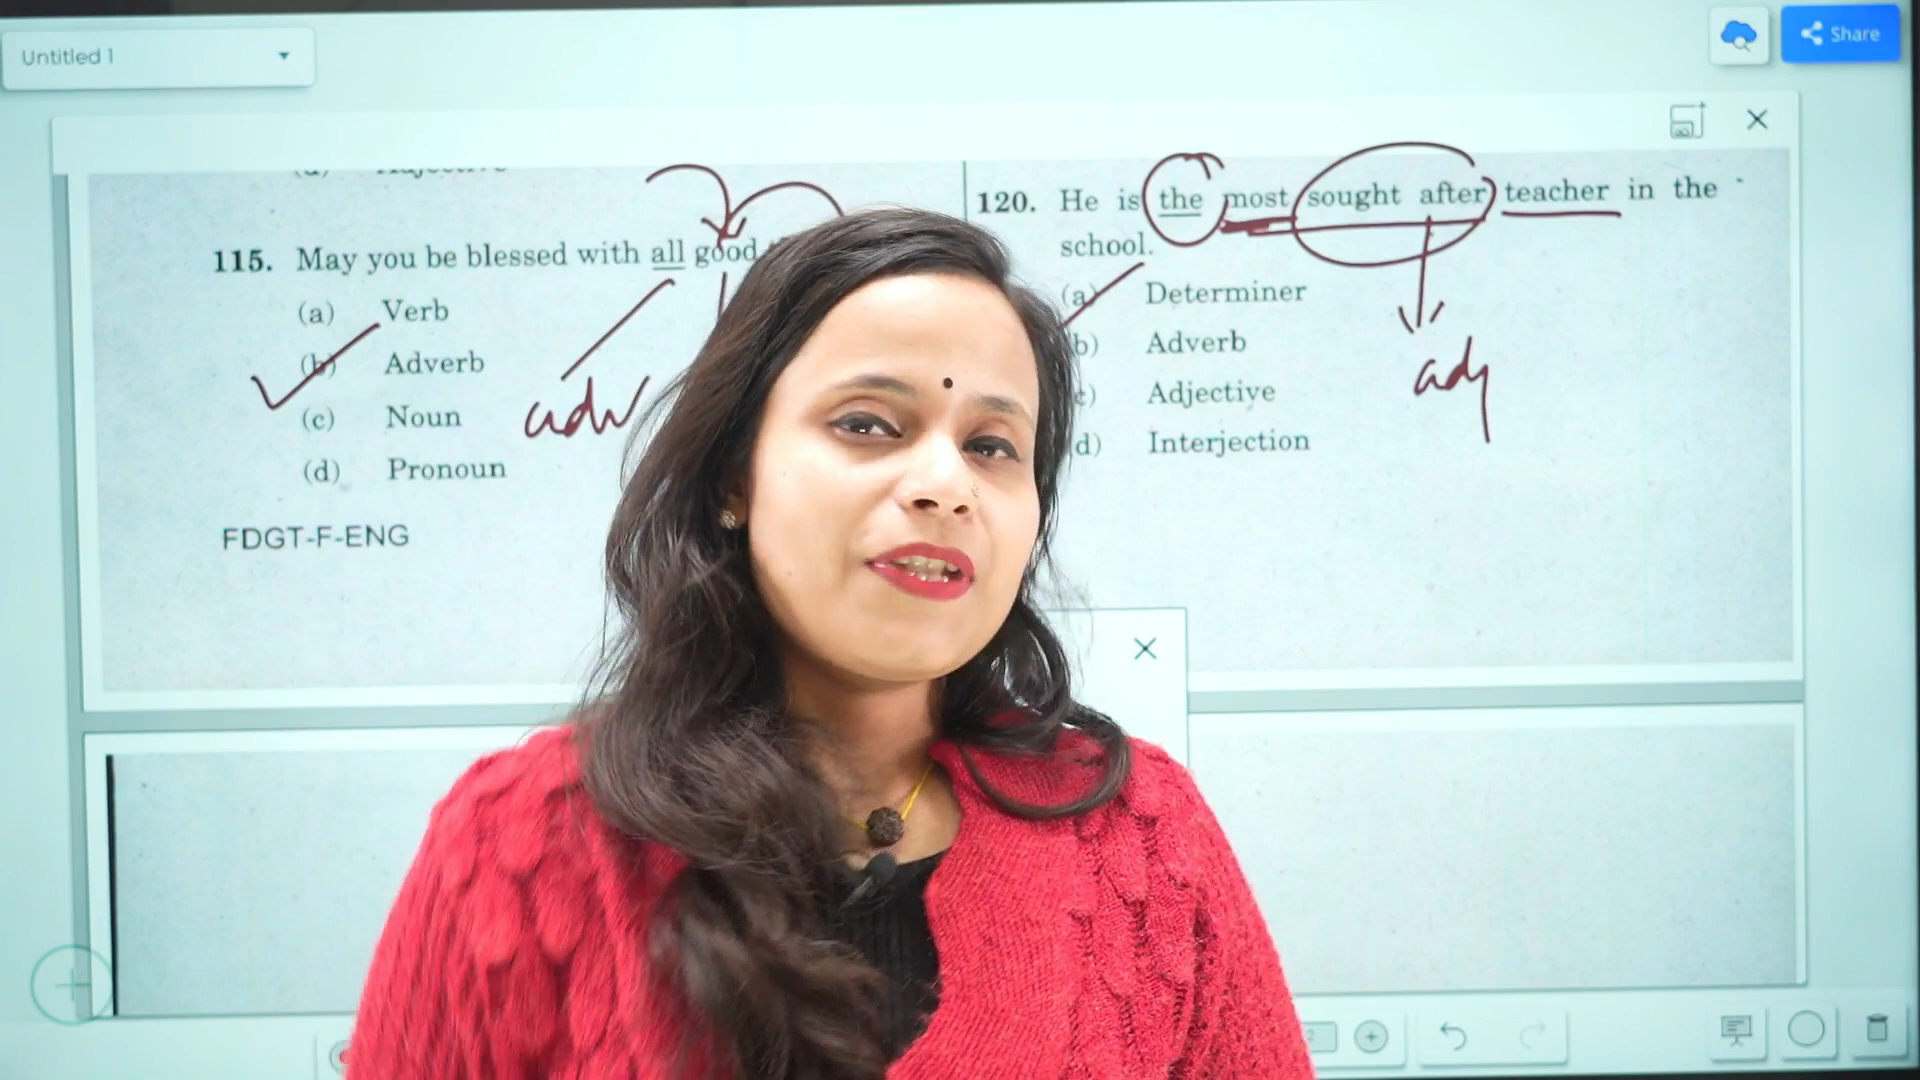 Untitled 1
Share
115. May you be blessed with all good
(a) Verb
(b) Adverb
(c) Noun
(d) Pronoun
adv
FDGT-F-ENG
120. He is the most sought after teacher in the
school.
(a) Determiner
b) Adverb
c) Adjective
d) Interjection
adj